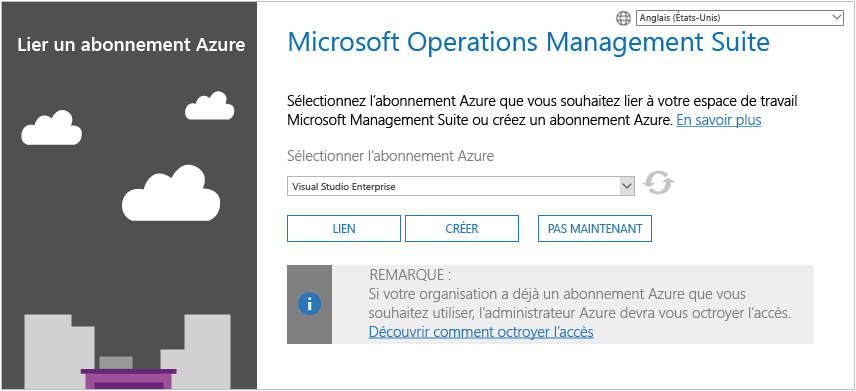 Anglais (États-Unis)
Lier un abonnement Azure
Microsoft Operations Management Suite
Sélectionnez l’abonnement Azure que vous souhaitez lier à votre espace de travail
Microsoft Management Suite ou créez un abonnement Azure. En savoir plus
Sélectionner l’abonnement Azure
Visual Studio Enterprise
LIEN CRÉER PAS MAINTENANT
REMARQUE :
Si votre organisation a déjà un abonnement Azure que vous
souhaitez utiliser, l’administrateur Azure devra vous octroyer l’accès.
Découvrir comment octroyer l’accès